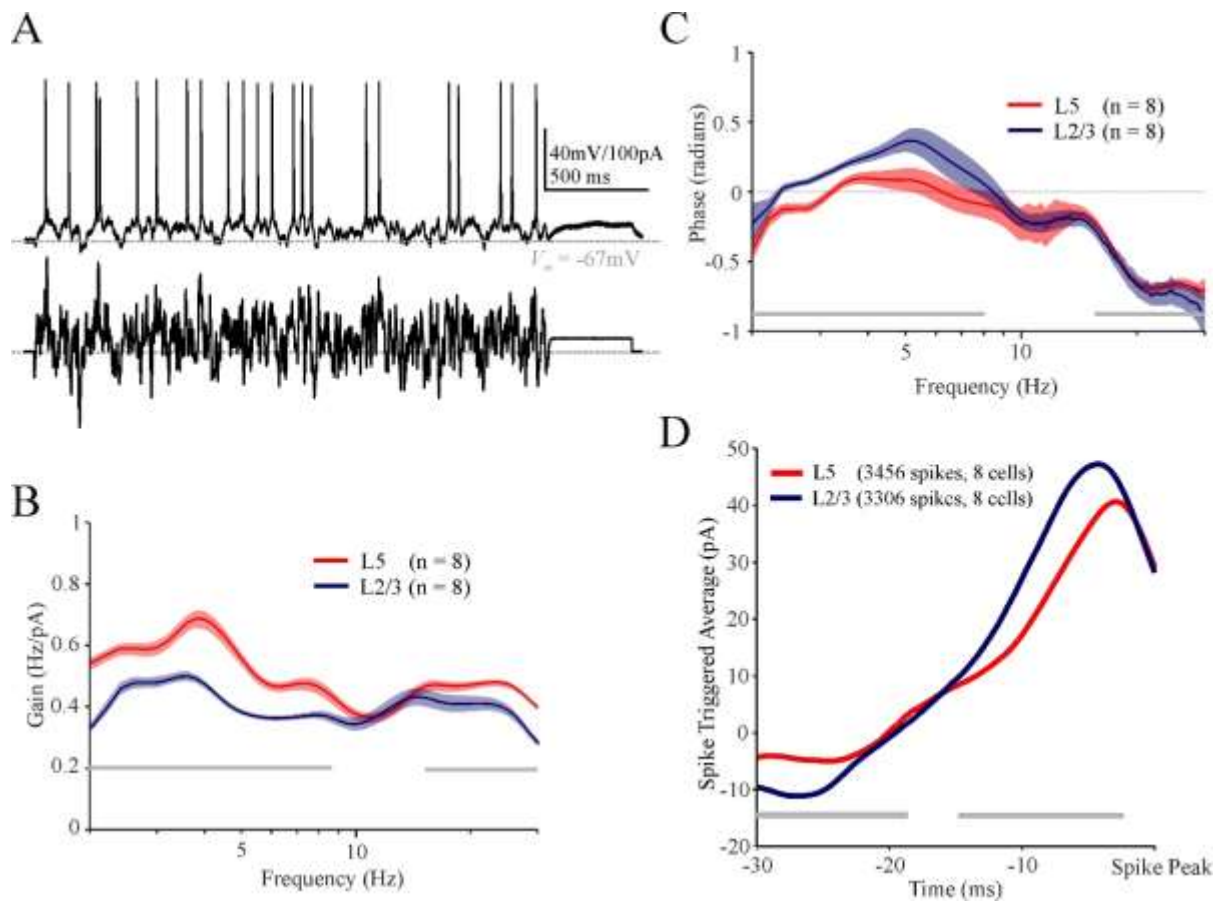 A
40mV/100pA
500 ms
Vm = -67mV
B
1
0.8
0.6
0.4
0.2
0
Gain (Hz/pA)
L5 (n = 8)
L2/3 (n = 8)
5
10
Frequency (Hz)
C
1
0.5
0
-0.5
-1
Phase (radians)
L5 (n = 8)
L2/3 (n = 8)
5
10
Frequency (Hz)
D
50
40
30
20
10
0
-10
-20
Spike Triggered Average (pA)
L5 (3456 spikes, 8 cells)
L2/3 (3306 spikes, 8 cells)
-30
-20
-10
Spike Peak
Time (ms)